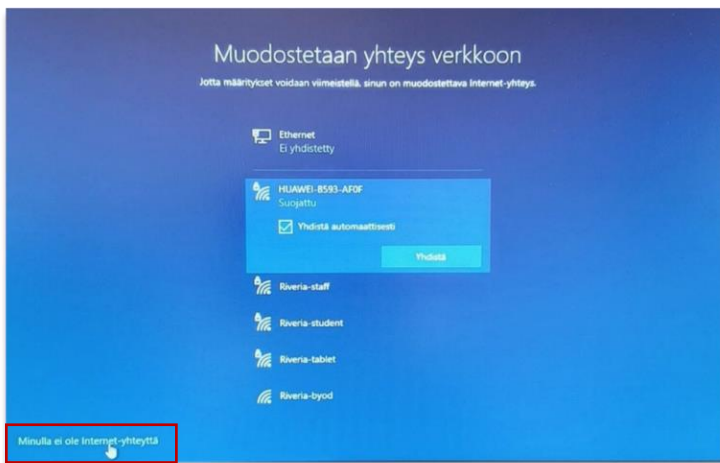 Muodostetaan yhteys verkkoon
Jotta määritykset voidaan viimeistellä, sinun on muodostettava Internet-yhteys.
Ethernet
Ei yhdistetty
HUAWEI-B593-AF0F
Suojattu
Yhdistä automaattisesti
Yhdistä
Riveria-staff
Riveria-student
Riveria-tablet
Riveria-byod
Minulla ei ole Internet-yhteyttä